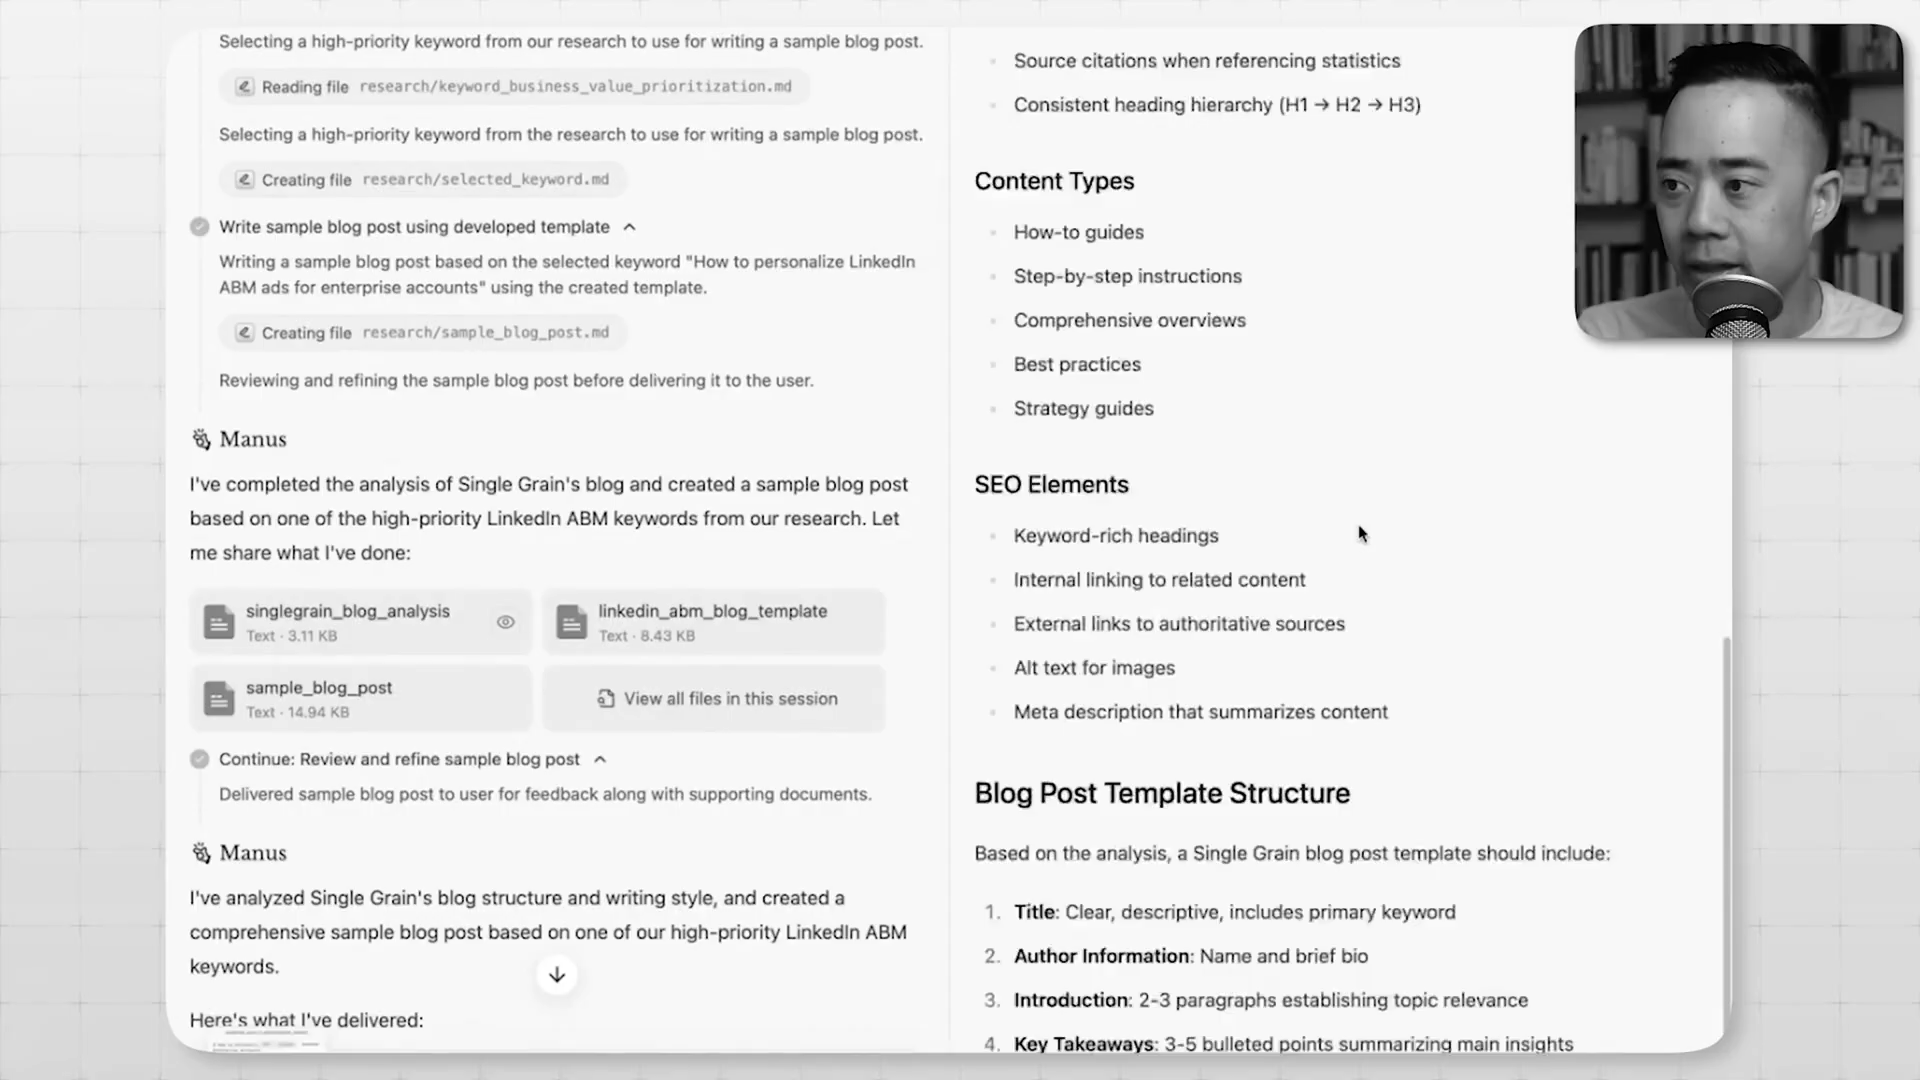 Selecting a high-priority keyword from our research to use for writing a sample blog post.
Reading file research/keyword_business_value_prioritization.md
Selecting a high-priority keyword from the research to use for writing a sample blog post.
Creating file research/selected_keyword.md
Write sample blog post using developed template
Writing a sample blog post based on the selected keyword "How to personalize LinkedIn
ABM ads for enterprise accounts" using the created template.
Creating file research/sample_blog_post.md
Reviewing and refining the sample blog post before delivering it to the user.
Manus
I've completed the analysis of Single Grain's blog and created a sample blog post
based on one of the high-priority LinkedIn ABM keywords from our research. Let
me share what I've done:
singlegrain_blog_analysis
Text · 3.11 KB
linkedin_abm_blog_template
Text · 8.43 KB
sample_blog_post
Text · 14.94 KB
View all files in this session
Continue: Review and refine sample blog post
Delivered sample blog post to user for feedback along with supporting documents.
Manus
I've analyzed Single Grain's blog structure and writing style, and created a
comprehensive sample blog post based on one of our high-priority LinkedIn ABM
keywords.
Here's what I've delivered:
Source citations when referencing statistics
Consistent heading hierarchy (H1 → H2 → H3)
Content Types
How-to guides
Step-by-step instructions
Comprehensive overviews
Best practices
Strategy guides
SEO Elements
Keyword-rich headings
Internal linking to related content
External links to authoritative sources
Alt text for images
Meta description that summarizes content
Blog Post Template Structure
Based on the analysis, a Single Grain blog post template should include:
1. Title: Clear, descriptive, includes primary keyword
2. Author Information: Name and brief bio
3. Introduction: 2-3 paragraphs establishing topic relevance
4. Key Takeaways: 3-5 bulleted points summarizing main insights